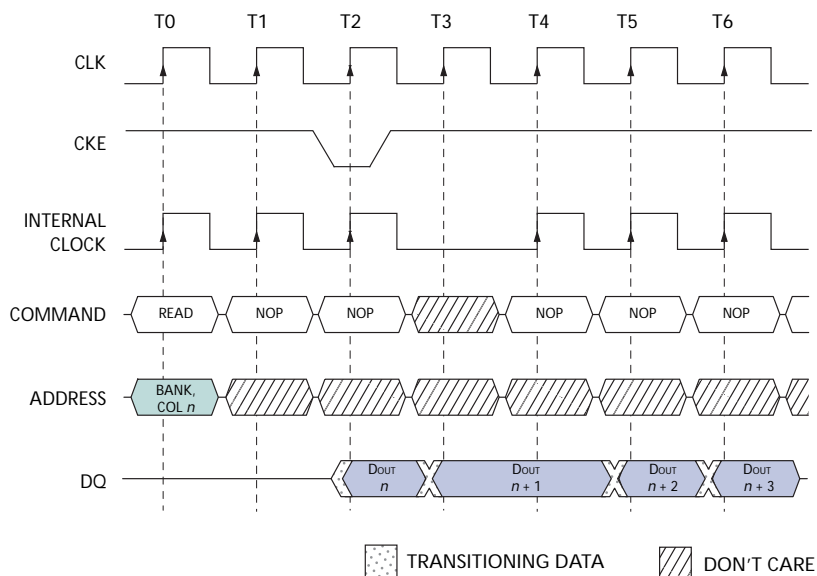 T0 T1 T2 T3 T4 T5 T6
CLK
CKE
INTERNAL
CLOCK
COMMAND READ NOP NOP NOP NOP NOP
ADDRESS BANK,
COL n
DQ DOUT DOUT DOUT DOUT
n n + 1 n + 2 n + 3
TRANSITIONING DATA DON'T CARE